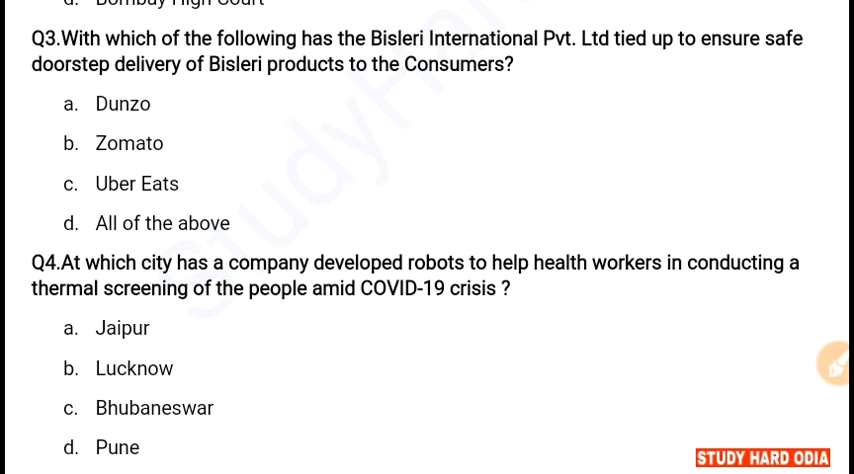 d. Bombay High Court
Q3.With which of the following has the Bisleri International Pvt. Ltd tied up to ensure safe
doorstep delivery of Bisleri products to the Consumers?
a. Dunzo
b. Zomato
c. Uber Eats
d. All of the above
Q4.At which city has a company developed robots to help health workers in conducting a
thermal screening of the people amid COVID-19 crisis ?
a. Jaipur
b. Lucknow
c. Bhubaneswar
d. Pune
STUDY HARD ODIA